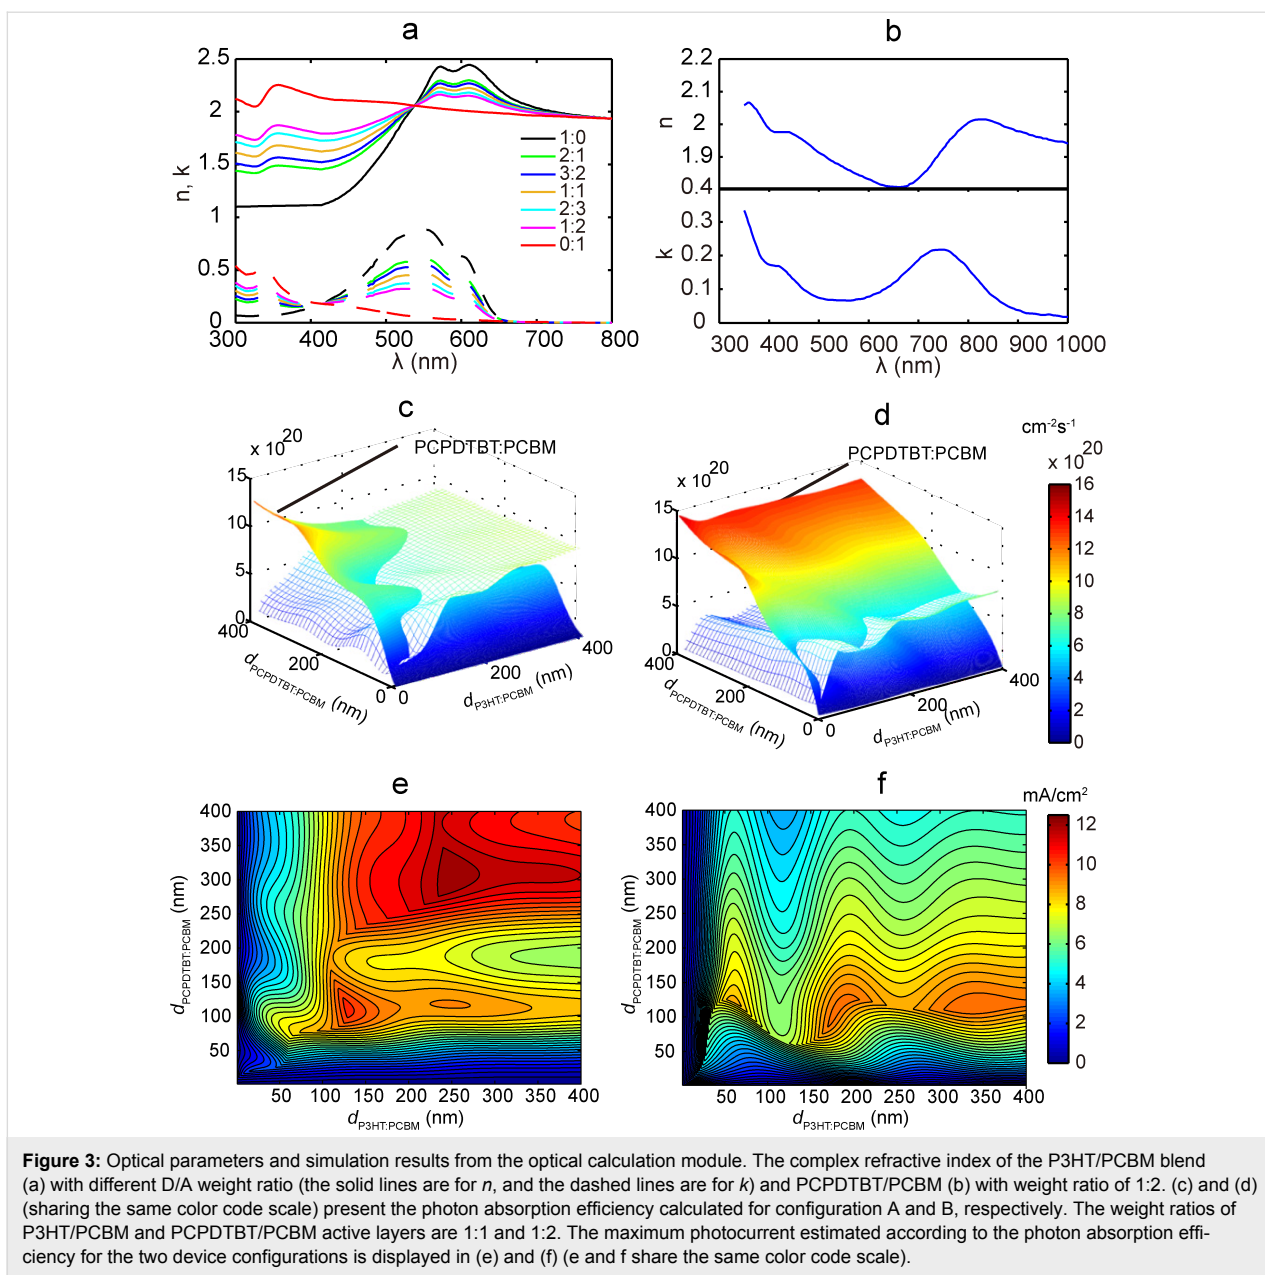 a
b
2.5
2
1.5
1
0.5
0
n, k
1:0
2:1
3:2
1:1
2:3
1:2
0:1
300 400 500 600 700 800
λ (nm)
2.2
2.1
2
1.9
0.4
0.3
0.2
0.1
0
n
k
300 400 500 600 700 800 900 1000
λ (nm)
c
x 10^20
PCPDTBT:PCBM
15
10
5
0
400
200
0
0
200
400
d_PCPDTBT:PCBM (nm)
d_P3HT:PCBM (nm)
d
x 10^20
PCPDTBT:PCBM
15
10
5
0
400
200
0
0
200
400
d_PCPDTBT:PCBM (nm)
d_P3HT:PCBM (nm)
cm^-2s^-1
x 10^20
16
14
12
10
8
6
4
2
0
e
400
350
300
250
200
150
100
50
d_PCPDTBT:PCBM (nm)
50 100 150 200 250 300 350 400
d_P3HT:PCBM (nm)
f
400
350
300
250
200
150
100
50
d_PCPDTBT:PCBM (nm)
50 100 150 200 250 300 350 400
d_P3HT:PCBM (nm)
mA/cm^2
12
10
8
6
4
2
0
Figure 3: Optical parameters and simulation results from the optical calculation module. The complex refractive index of the P3HT/PCBM blend
(a) with different D/A weight ratio (the solid lines are for n, and the dashed lines are for k) and PCPDTBT/PCBM (b) with weight ratio of 1:2. (c) and (d)
(sharing the same color code scale) present the photon absorption efficiency calculated for configuration A and B, respectively. The weight ratios of
P3HT/PCBM and PCPDTBT/PCBM active layers are 1:1 and 1:2. The maximum photocurrent estimated according to the photon absorption effi-
ciency for the two device configurations is displayed in (e) and (f) (e and f share the same color code scale).